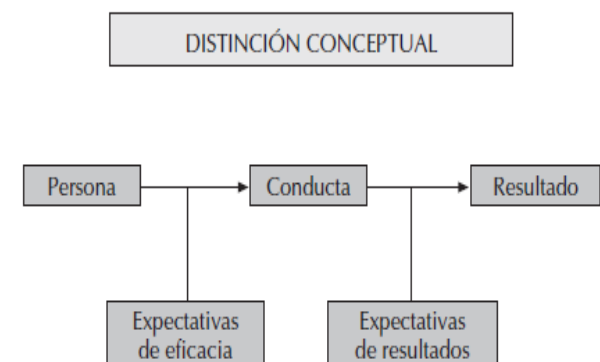 DISTINCIÓN CONCEPTUAL
Persona
Conducta
Resultado
Expectativas
de eficacia
Expectativas
de resultados